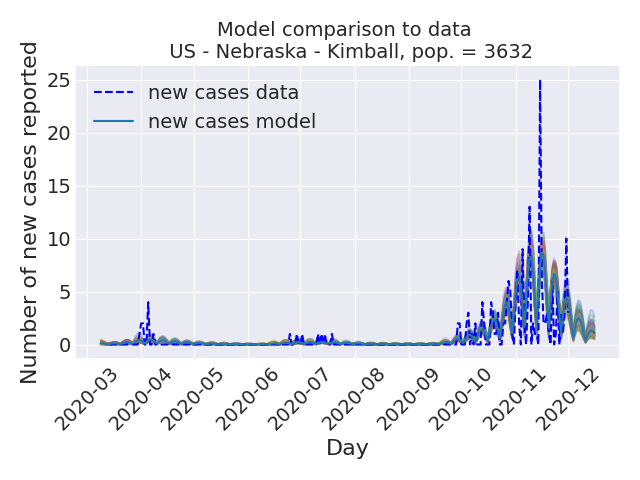 Model comparison to data
US - Nebraska - Kimball, pop. = 3632
Number of new cases reported
25
20
15
10
5
0
new cases data
new cases model
2020-03
2020-04
2020-05
2020-06
2020-07
2020-08
2020-09
2020-10
2020-11
2020-12
Day